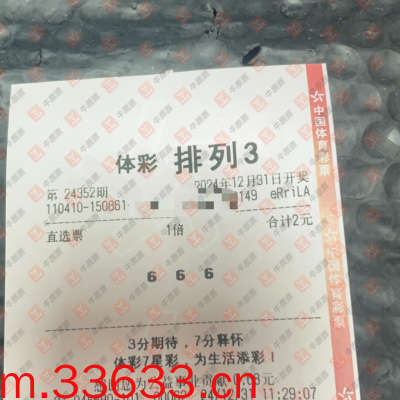 体彩 排列3
第 24352期 2024年12月31日开奖
110410-150861 149 eRriLA
直选票 1倍 合计2元
6 6 6
3分期待，7分释怀
体彩7星彩，为生活添彩！
11:29:07
中国体育彩票
m.33633.cn